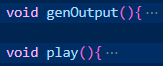 void genOutput(){ ···
void play(){ ···